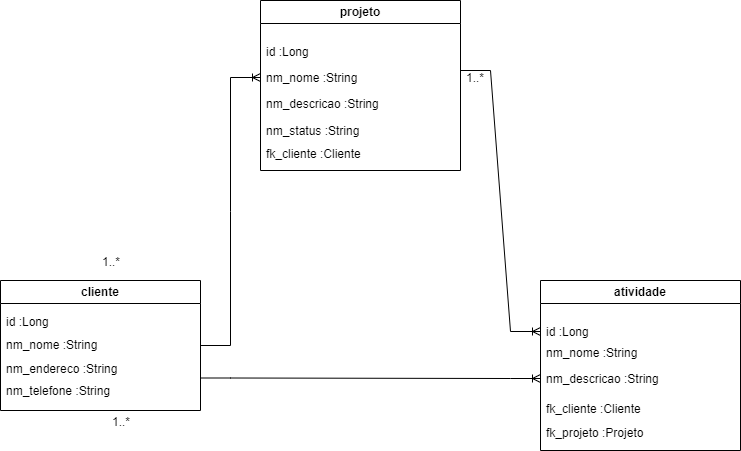 projeto
id :Long
nm_nome :String
nm_descricao :String
nm_status :String
fk_cliente :Cliente
1..*
1..*
cliente
id :Long
nm_nome :String
nm_endereco :String
nm_telefone :String
1..*
atividade
id :Long
nm_nome :String
nm_descricao :String
fk_cliente :Cliente
fk_projeto :Projeto